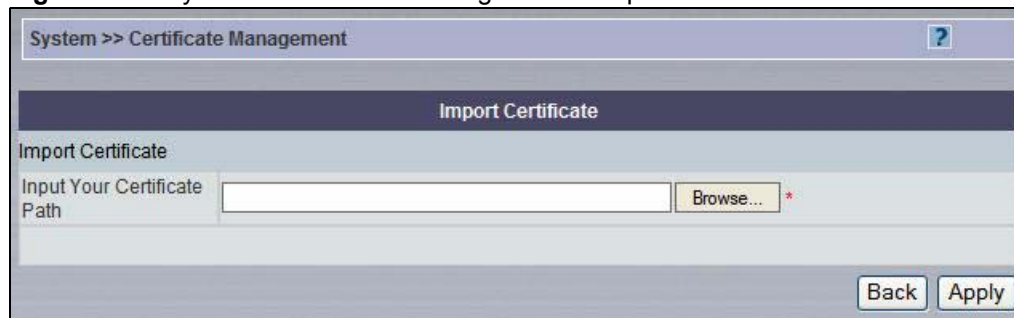 System >> Certificate Management ?
Import Certificate
Import Certificate
Input Your Certificate
Path
Browse... *
Back Apply